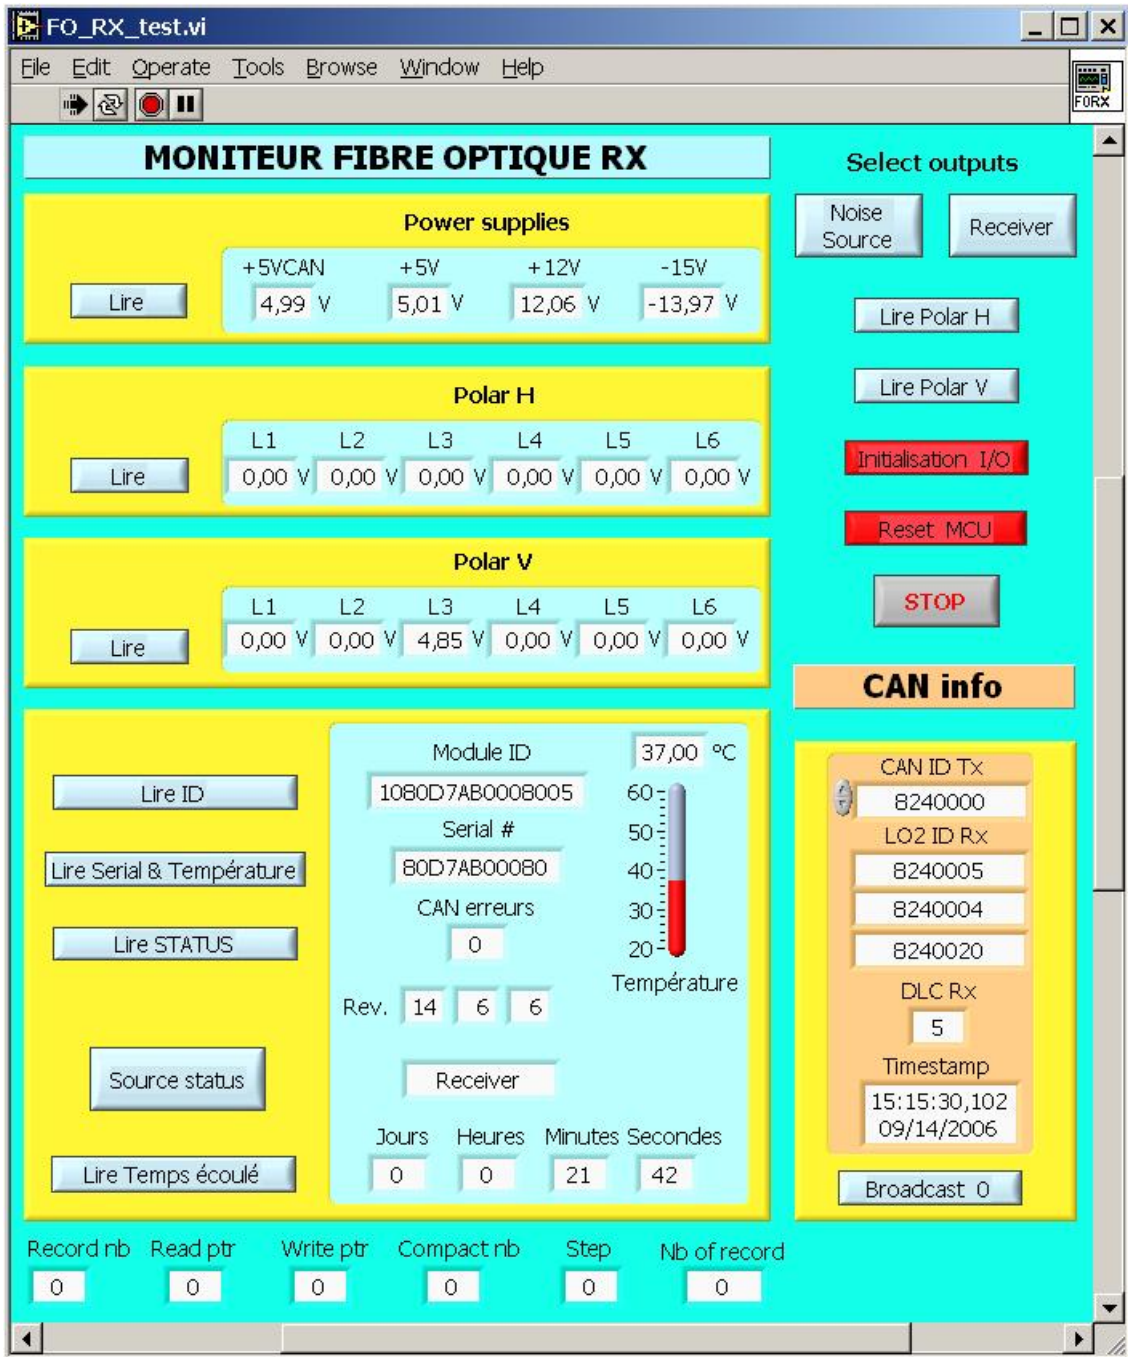 FO_RX_test.vi
File Edit Operate Tools Browse Window Help
FORX
MONITEUR FIBRE OPTIQUE RX
Power supplies
+5VCAN +5V +12V -15V
Lire 4,99 V 5,01 V 12,06 V -13,97 V
Polar H
L1 L2 L3 L4 L5 L6
Lire 0,00 V 0,00 V 0,00 V 0,00 V 0,00 V 0,00 V
Polar V
L1 L2 L3 L4 L5 L6
Lire 0,00 V 0,00 V 4,85 V 0,00 V 0,00 V 0,00 V
Lire ID
Lire Serial & Température
Lire STATUS
Source status
Lire Temps écoulé
Module ID
1080D7AB0008005
Serial #
80D7AB00080
CAN erreurs
0
Rev. 14 6 6
Receiver
Jours Heures Minutes Secondes
0 0 21 42
37,00 ºC
60
50
40
30
20
Température
Select outputs
Noise
Source
Receiver
Lire Polar H
Lire Polar V
Initialisation I/O
Reset MCU
STOP
CAN info
CAN ID Tx
8240000
LO2 ID Rx
8240005
8240004
8240020
DLC Rx
5
Timestamp
15:15:30,102
09/14/2006
Broadcast 0
Record nb Read ptr Write ptr Compact nb Step Nb of record
0 0 0 0 0 0